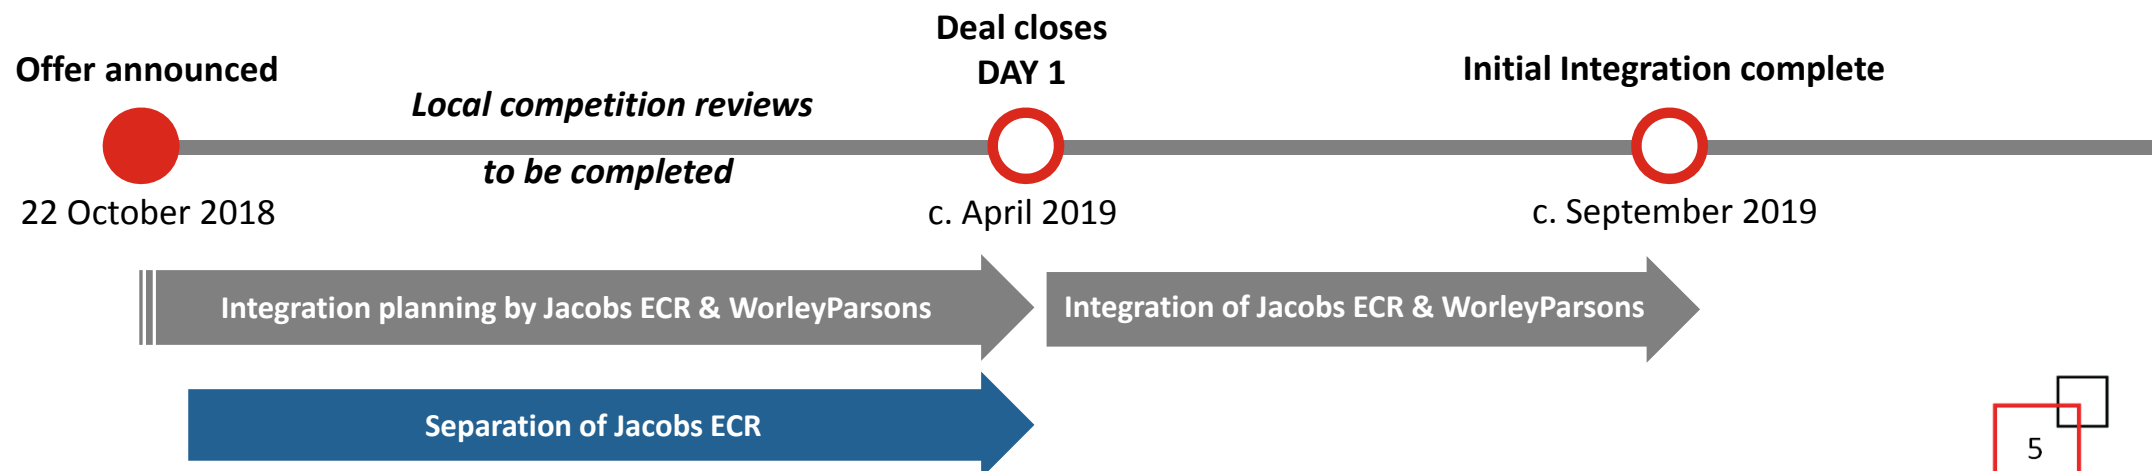 Offer announced
Local competition reviews
to be completed
Deal closes
DAY 1
Initial Integration complete
22 October 2018
c. April 2019
c. September 2019
Integration planning by Jacobs ECR & WorleyParsons
Integration of Jacobs ECR & WorleyParsons
Separation of Jacobs ECR
5